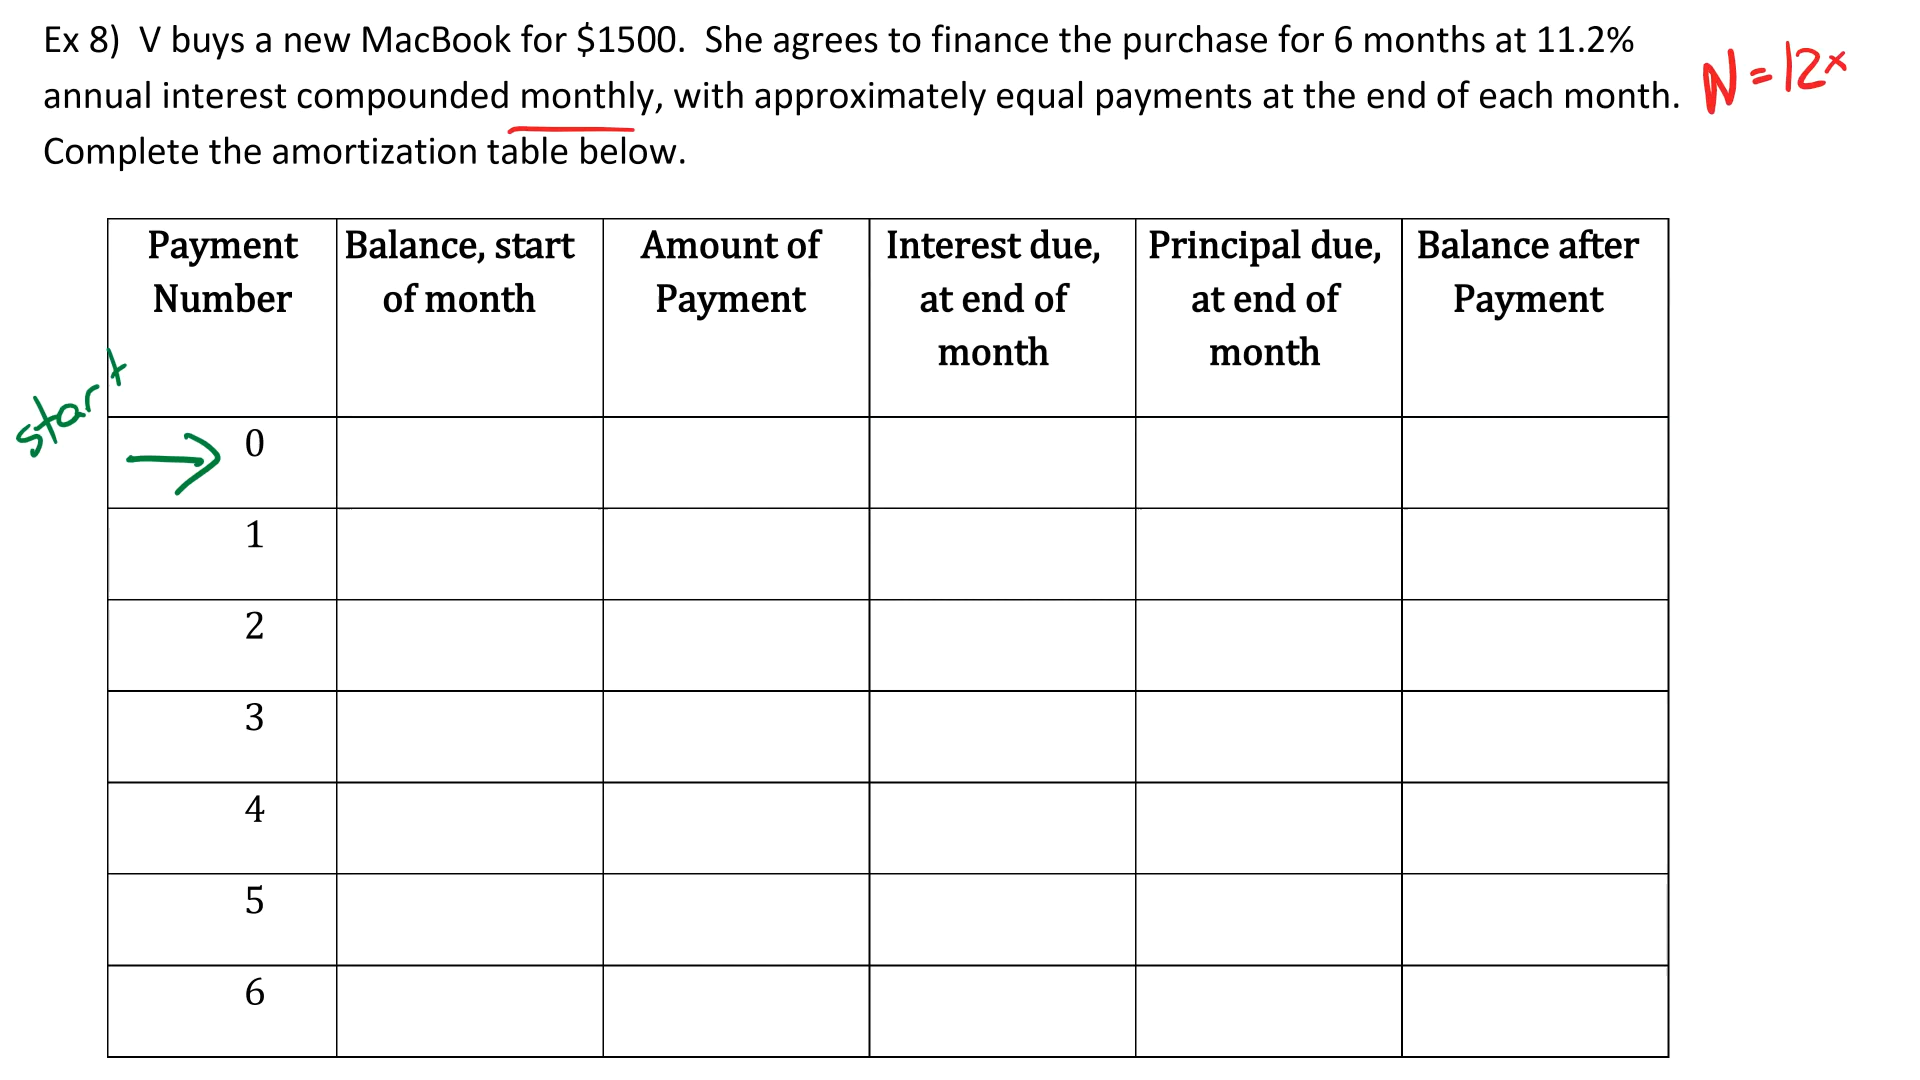 Ex 8) V buys a new MacBook for $1500. She agrees to finance the purchase for 6 months at 11.2%
annual interest compounded monthly, with approximately equal payments at the end of each month.
N=12x
Complete the amortization table below.
Payment Number
Balance, start of month
Amount of Payment
Interest due, at end of month
Principal due, at end of month
Balance after Payment
start
0
1
2
3
4
5
6